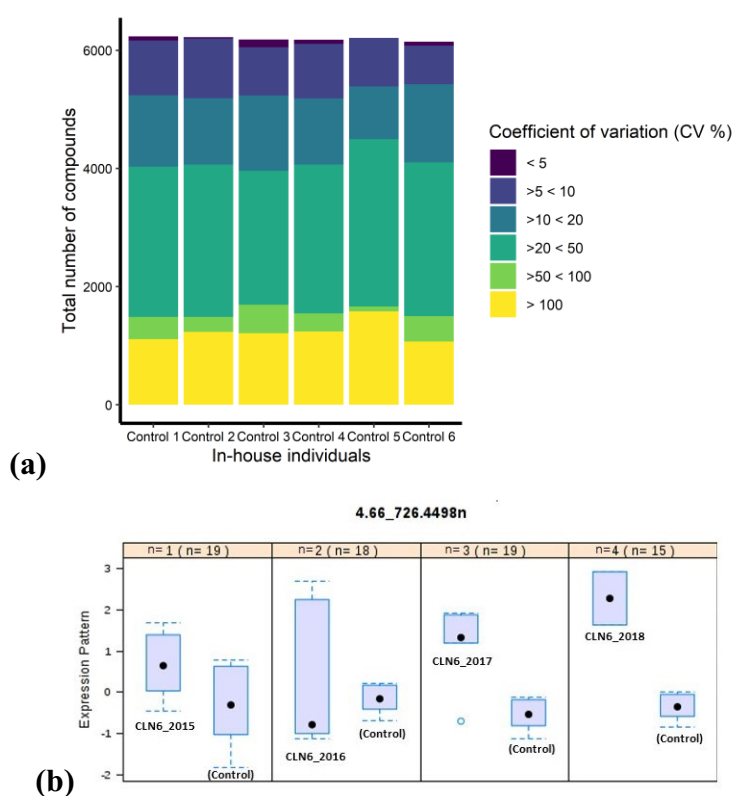 6000
4000
2000
0
Total number of compounds
Control 1 Control 2 Control 3 Control 4 Control 5 Control 6
In-house individuals
Coefficient of variation (CV %)
< 5
>5 < 10
>10 < 20
>20 < 50
>50 < 100
> 100
(a)
4.66_726.4498n
n= 1 ( n= 19 )
n=2 ( n= 18 )
n=3 ( n= 19 )
n=4 ( n= 15 )
3
2
1
0
-1
-2
Expression Pattern
CLN6_2015
(Control)
CLN6_2016
(Control)
CLN6_2017
(Control)
CLN6_2018
(Control)
(b)